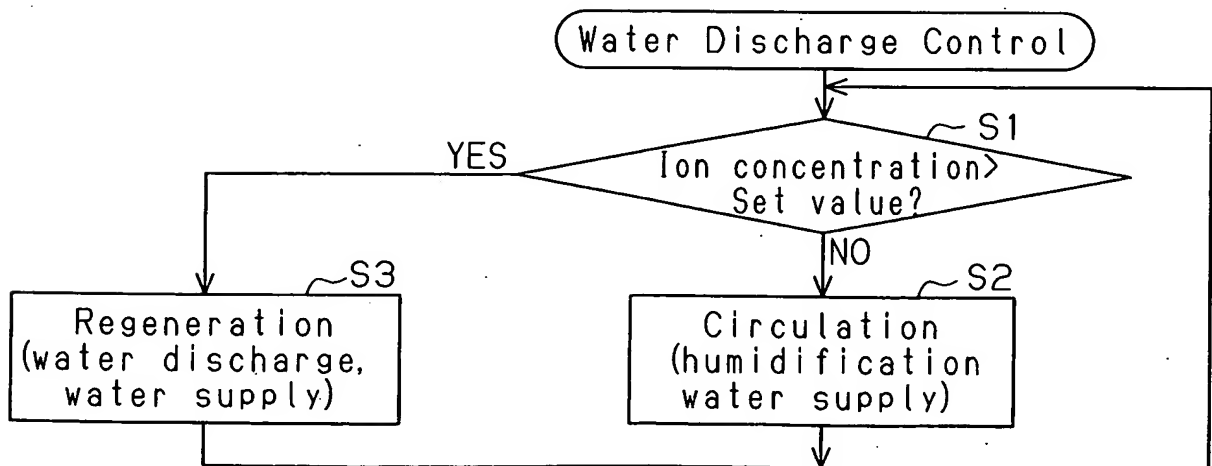 Water Discharge Control
S1
YES
Ion concentration>
Set value?
NO
S3
S2
Regeneration
(water discharge,
water supply)
Circulation
(humidification
water supply)